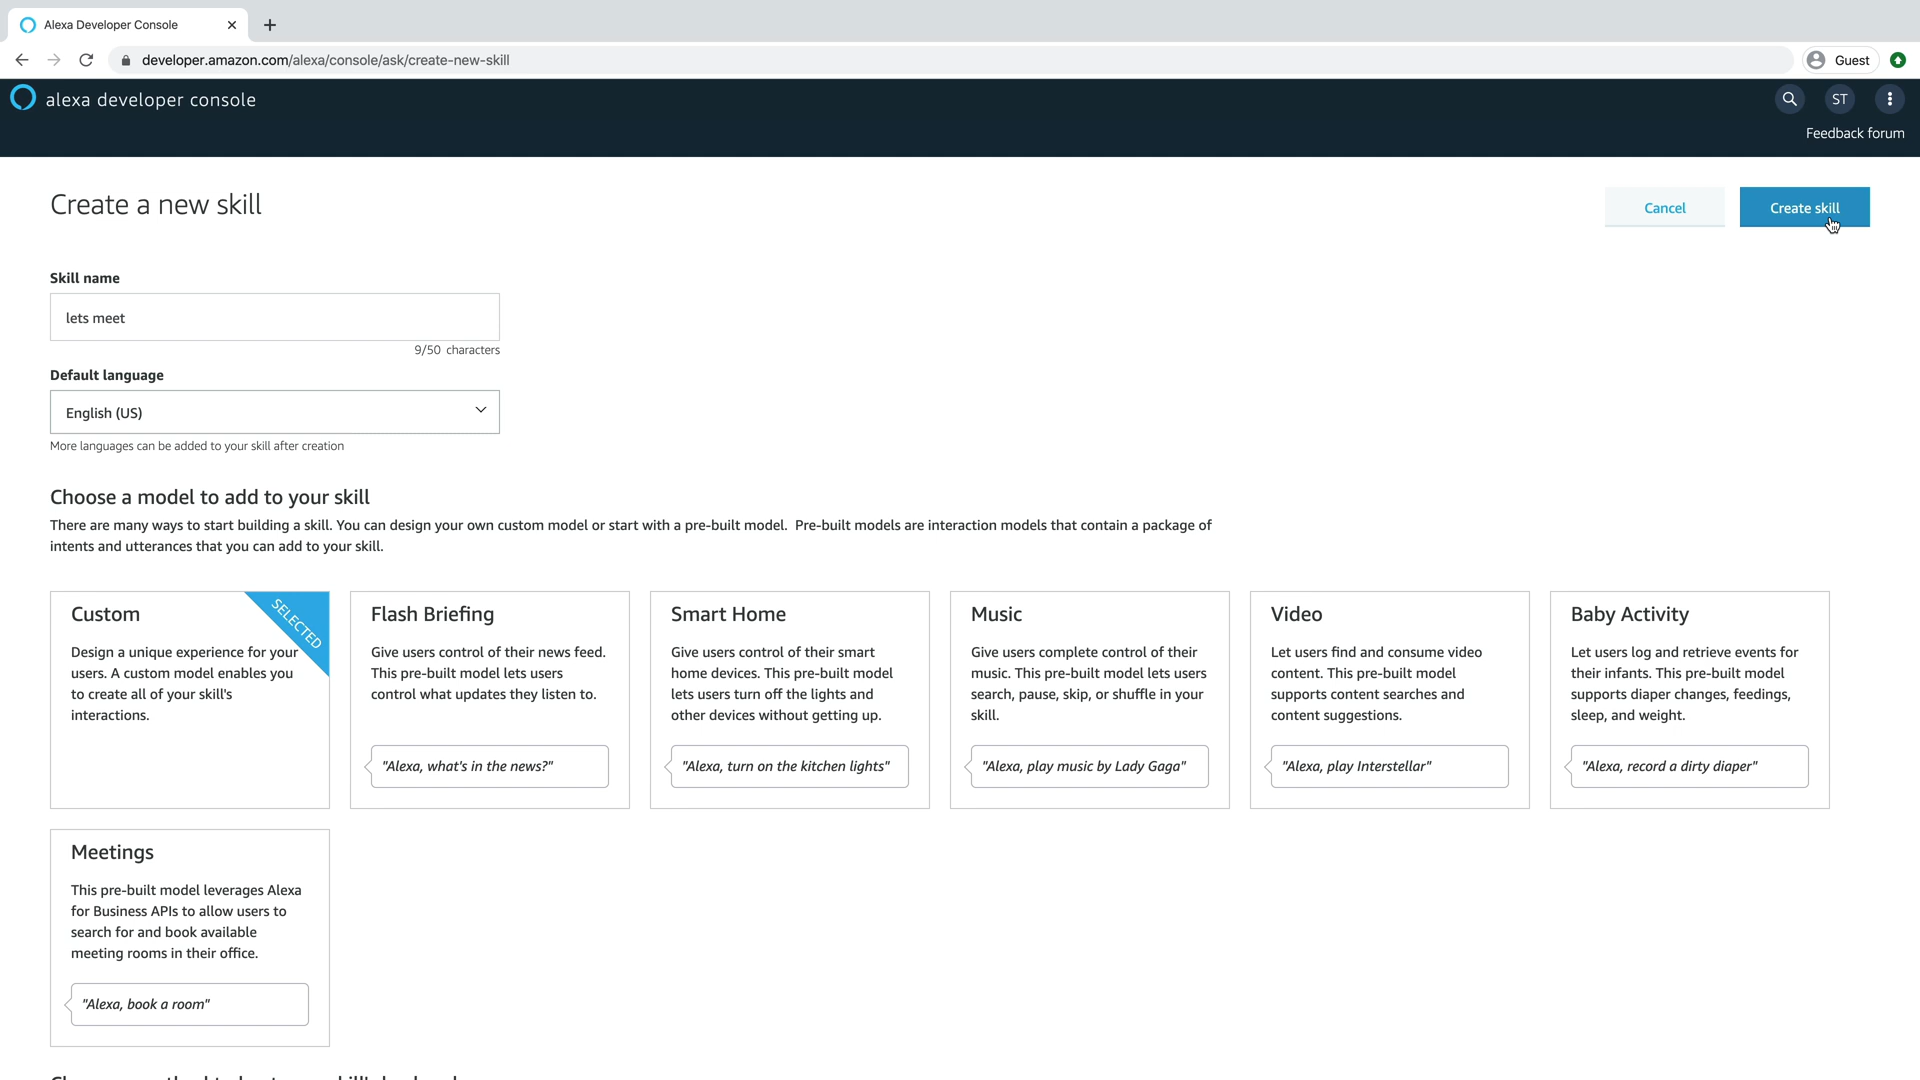 Alexa Developer Console
developer.amazon.com/alexa/console/ask/create-new-skill
Guest
alexa developer console
ST
Feedback forum
Create a new skill
Cancel
Create skill
Skill name
lets meet
9/50 characters
Default language
English (US)
More languages can be added to your skill after creation
Choose a model to add to your skill
There are many ways to start building a skill. You can design your own custom model or start with a pre-built model. Pre-built models are interaction models that contain a package of
intents and utterances that you can add to your skill.
Custom
SELECTED
Design a unique experience for your
users. A custom model enables you
to create all of your skill's
interactions.
Flash Briefing
Give users control of their news feed.
This pre-built model lets users
control what updates they listen to.
"Alexa, what's in the news?"
Smart Home
Give users control of their smart
home devices. This pre-built model
lets users turn off the lights and
other devices without getting up.
"Alexa, turn on the kitchen lights"
Music
Give users complete control of their
music. This pre-built model lets users
search, pause, skip, or shuffle in your
skill.
"Alexa, play music by Lady Gaga"
Video
Let users find and consume video
content. This pre-built model
supports content searches and
content suggestions.
"Alexa, play Interstellar"
Baby Activity
Let users log and retrieve events for
their infants. This pre-built model
supports diaper changes, feedings,
sleep, and weight.
"Alexa, record a dirty diaper"
Meetings
This pre-built model leverages Alexa
for Business APIs to allow users to
search for and book available
meeting rooms in their office.
"Alexa, book a room"